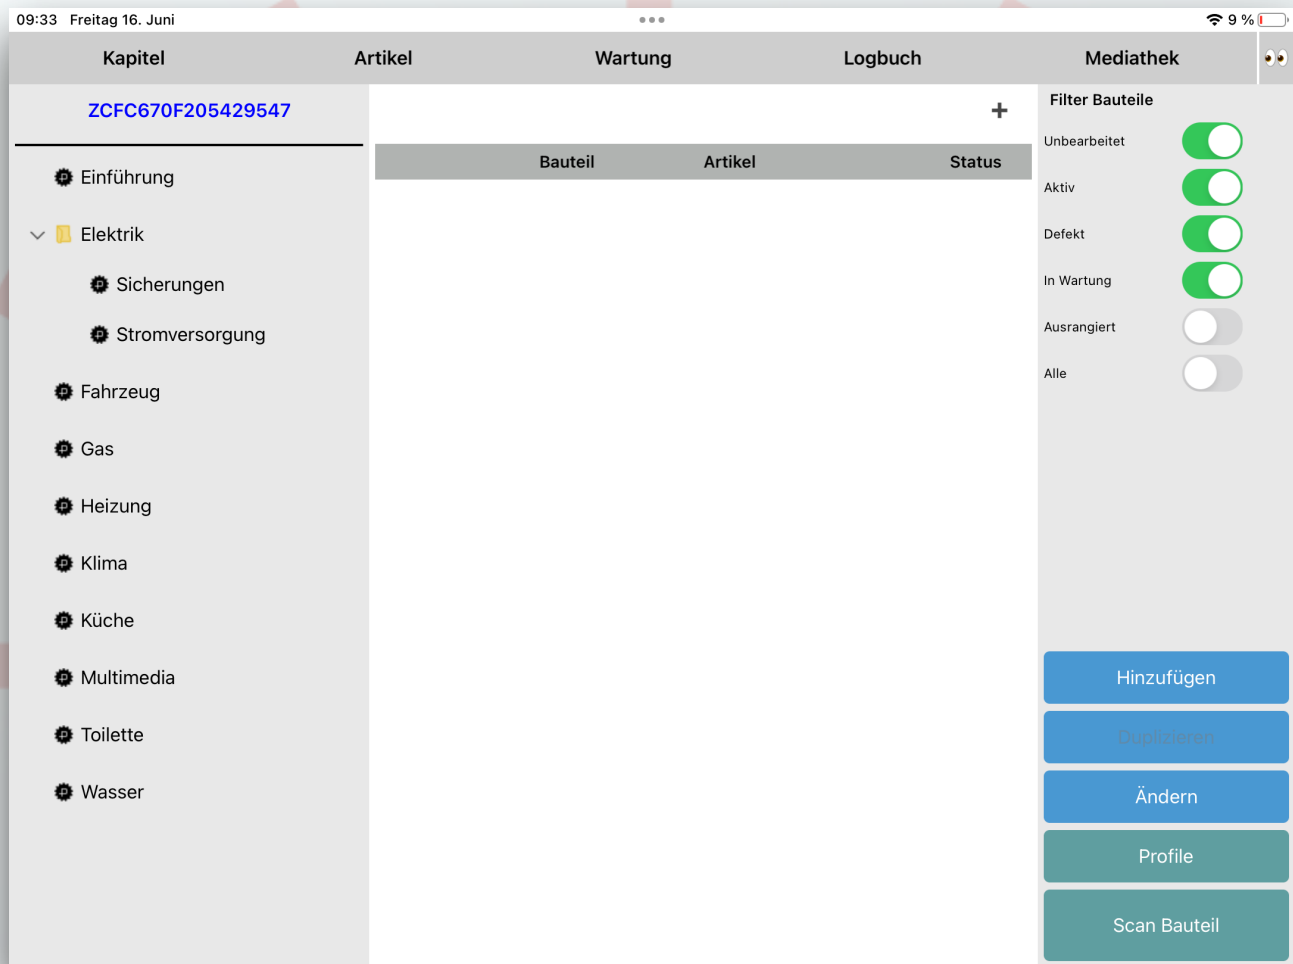 09:33 Freitag 16. Juni
9 %
Kapitel Artikel Wartung Logbuch Mediathek
ZCFC670F205429547
Einführung
Elektrik
Sicherungen
Stromversorgung
Fahrzeug
Gas
Heizung
Klima
Küche
Multimedia
Toilette
Wasser
+
Bauteil Artikel Status
Filter Bauteile
Unbearbeitet
Aktiv
Defekt
In Wartung
Ausrangiert
Alle
Hinzufügen
Duplizieren
Ändern
Profile
Scan Bauteil